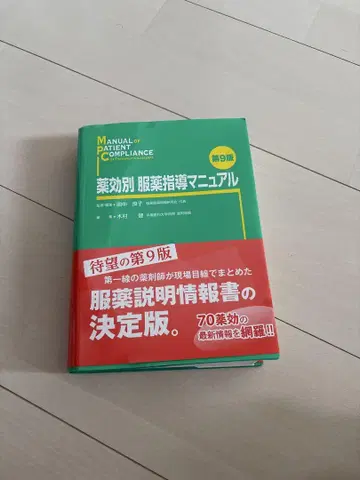 MANUAL OF
PATIENT
COMPLIANCE
第9版
薬効別 服薬指導マニュアル
待望の第9版
第一線の薬剤師が現場目線でまとめた
服薬説明情報書の
決定版。
70薬効の
最新情報を網羅!!